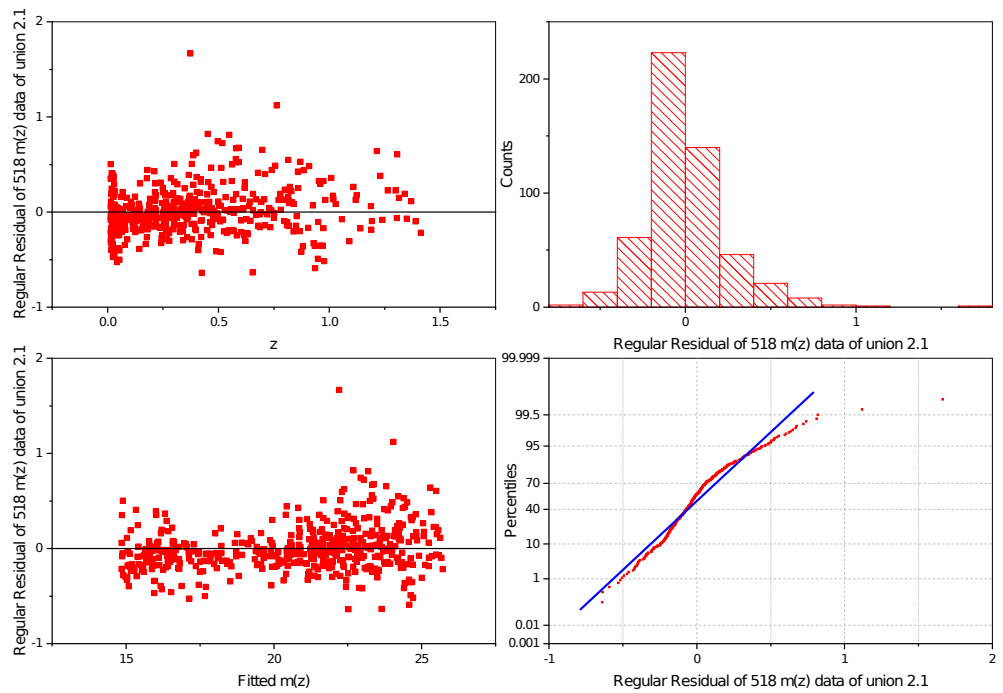 Regular Residual of 518 m(z) data of union 2.1
2
1
0
-1
0.0 0.5 1.0 1.5
z
Counts
200
100
0
0 1
Regular Residual of 518 m(z) data of union 2.1
Regular Residual of 518 m(z) data of union 2.1
2
1
0
-1
15 20 25
Fitted m(z)
Percentiles
99.999
99.5
95
70
40
10
1
0.01
0.001
-1 0 1 2
Regular Residual of 518 m(z) data of union 2.1